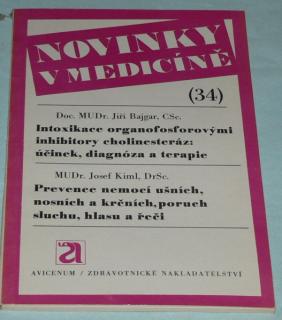 NOVINKY
V MEDICÍNĚ
(34)
Doc. MUDr. Jiří Bajgar, CSc.
Intoxikace organofosforovými
inhibitory cholinesteráz:
účinek, diagnóza a terapie
MUDr. Josef Kiml, DrSc.
Prevence nemocí ušních,
nosních a krčních, poruch
sluchu, hlasu a řeči
AVICENUM / ZDRAVOTNICKÉ NAKLADATELSTVÍ